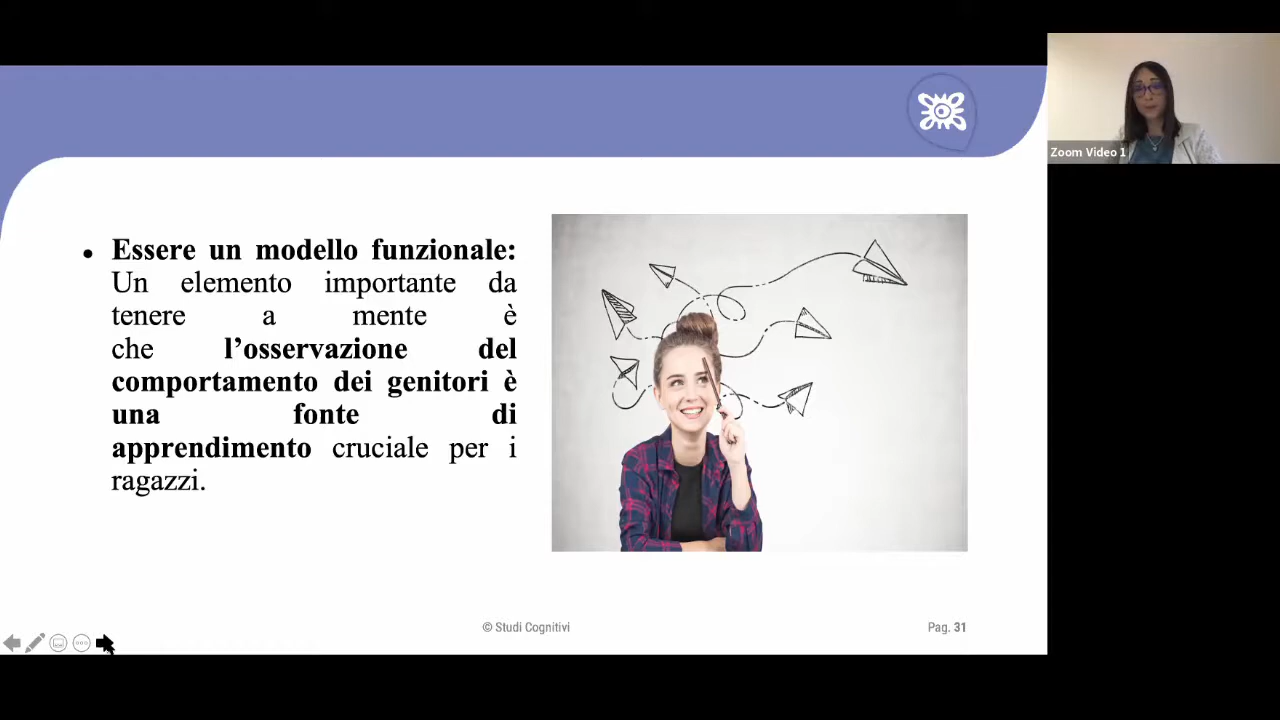 Zoom Video 1
• Essere un modello funzionale:
Un elemento importante da
tenere a mente è
che l’osservazione del
comportamento dei genitori è
una fonte di
apprendimento cruciale per i
ragazzi.
© Studi Cognitivi
Pag. 31